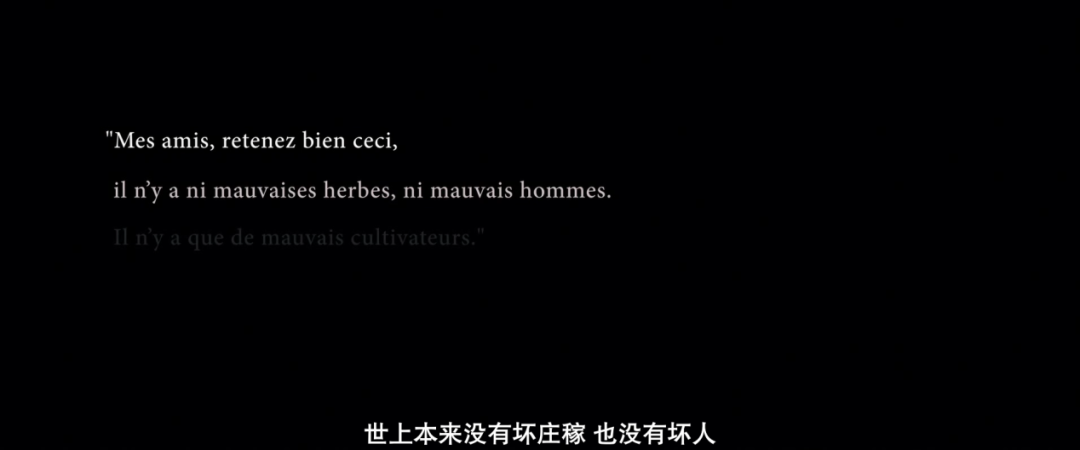 "Mes amis, retenez bien ceci,
il n’y a ni mauvaises herbes, ni mauvais hommes.
Il n’y a que de mauvais cultivateurs."
世上本来没有坏庄稼 也没有坏人